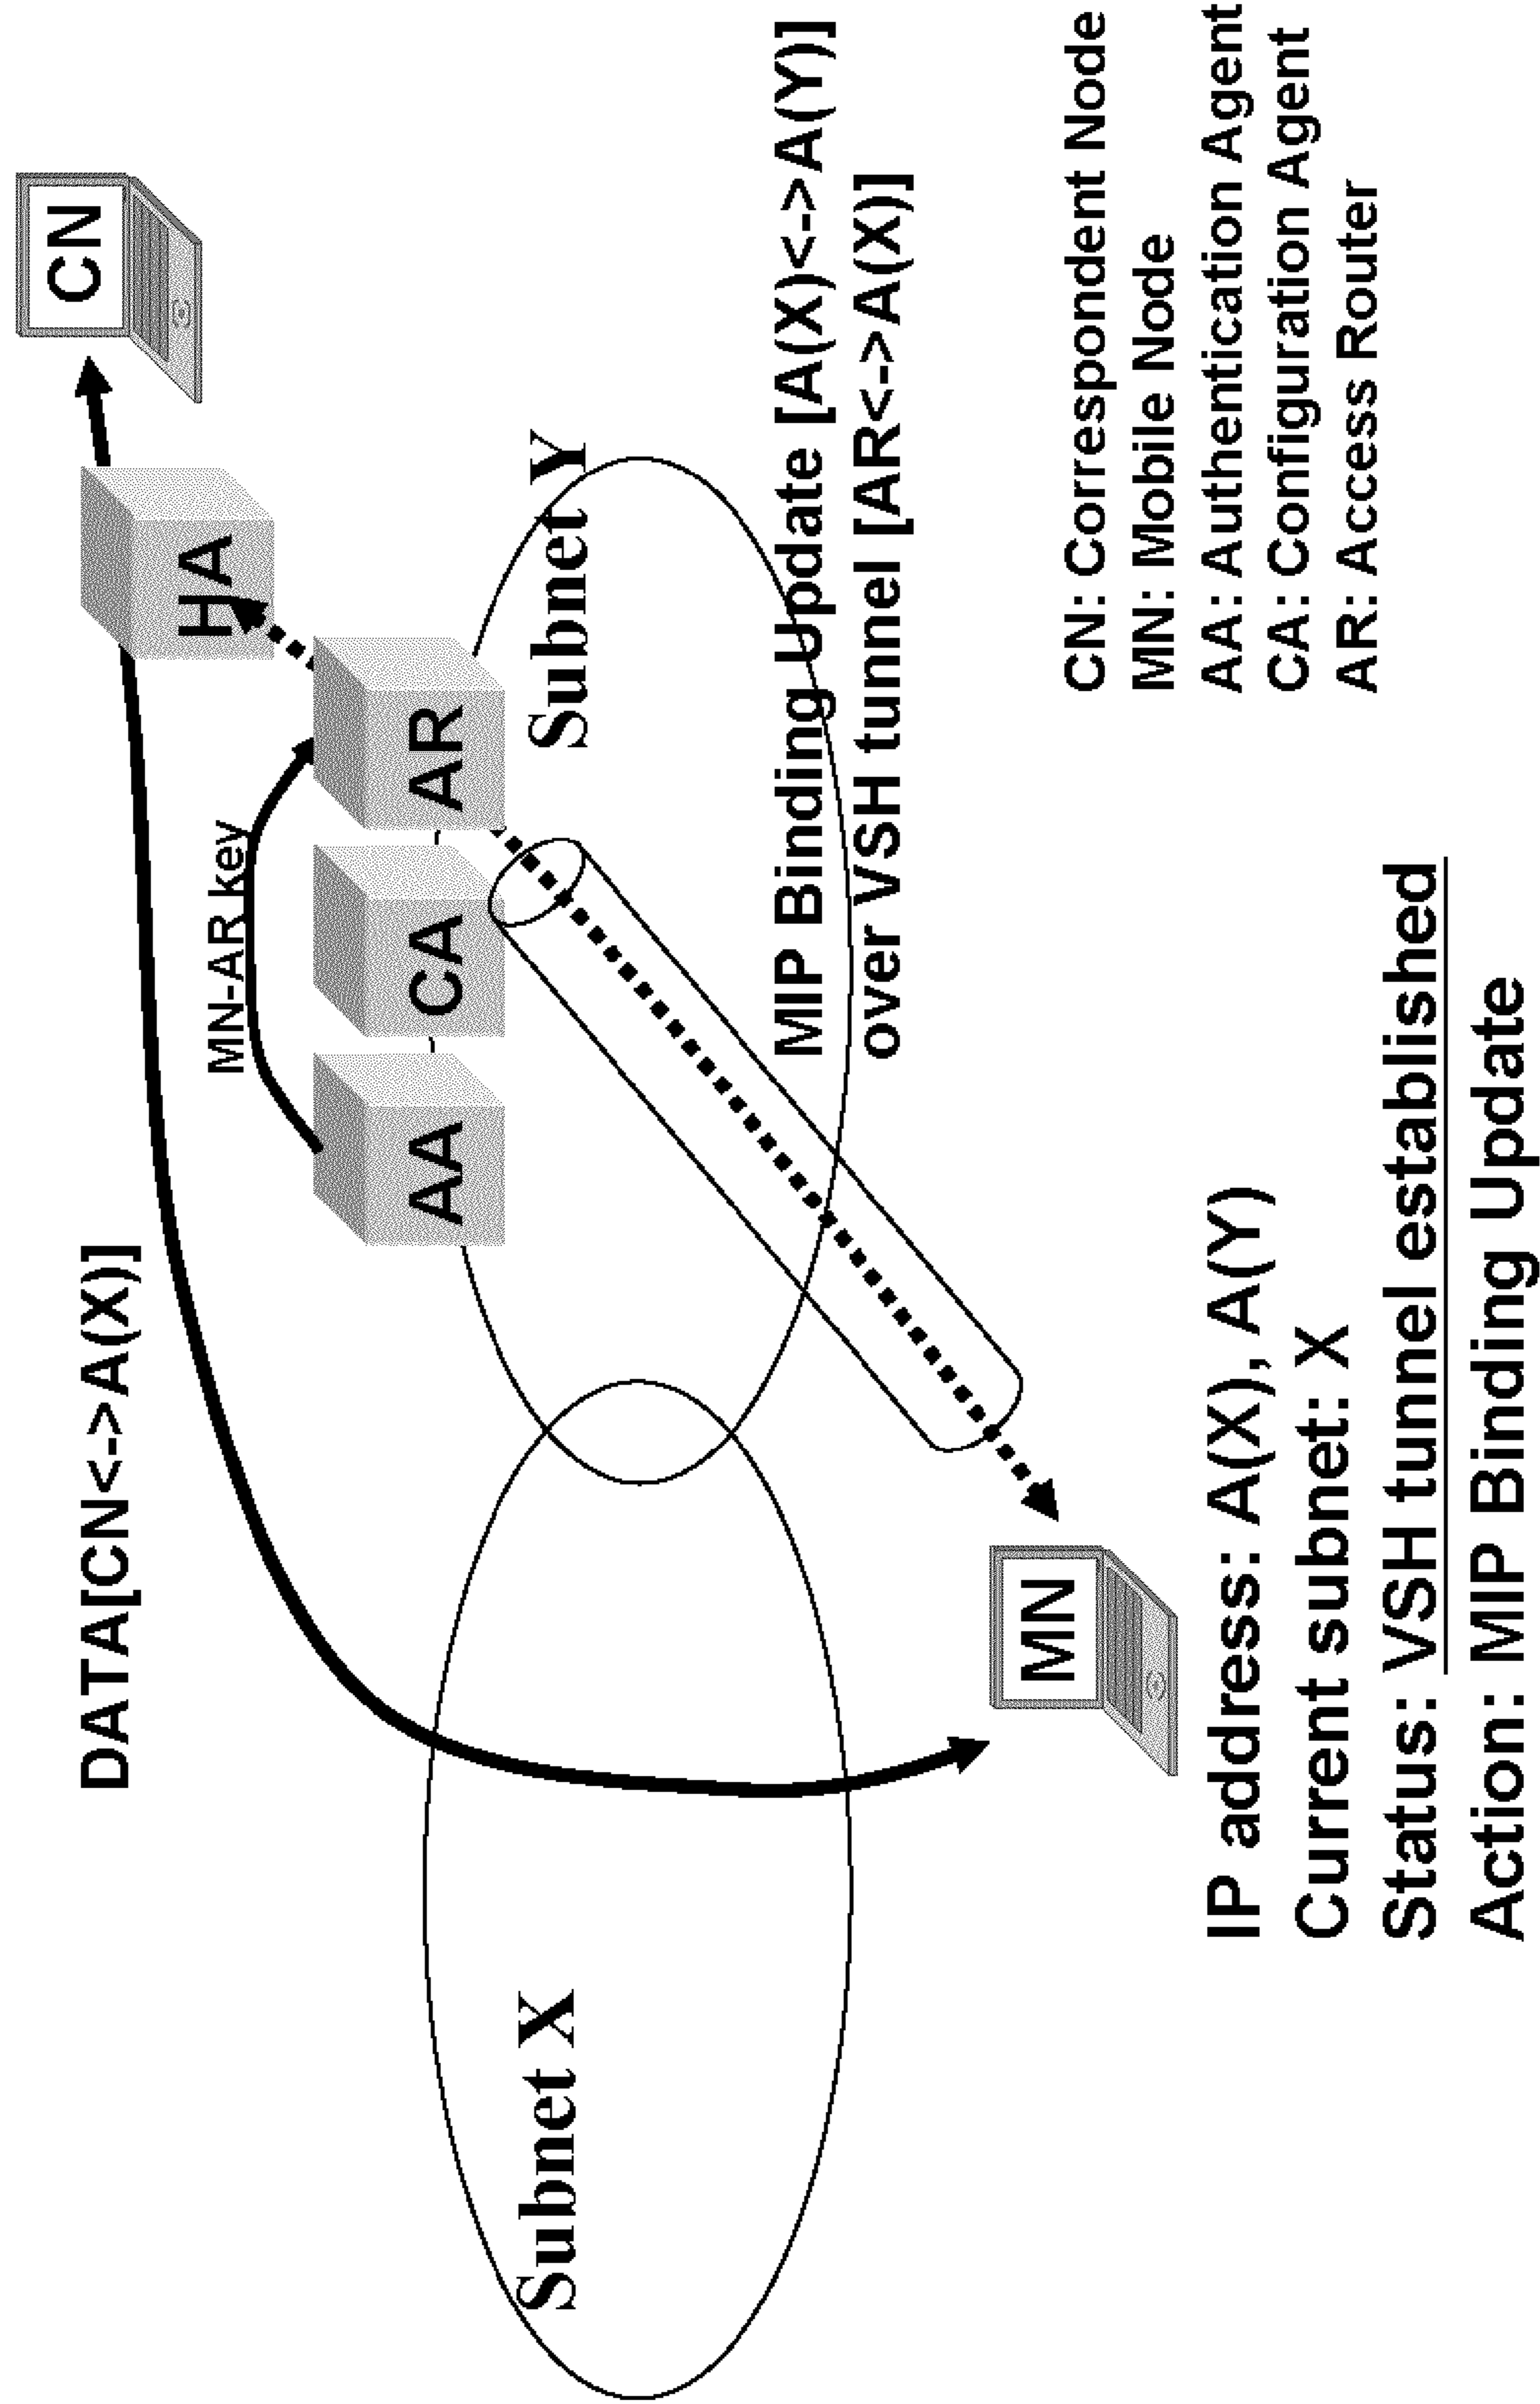 DATA[CN<->A(X)]
CN
HA
MN-AR key
AA
CA
AR
Subnet X
Subnet Y
MIP Binding Update [A(X)<->A(Y)]
over VSH tunnel [AR<->A(X)]
MN
IP address: A(X), A(Y)
Current subnet: X
Status: VSH tunnel established
Action: MIP Binding Update
CN: Correspondent Node
MN: Mobile Node
AA: Authentication Agent
CA: Configuration Agent
AR: Access Router